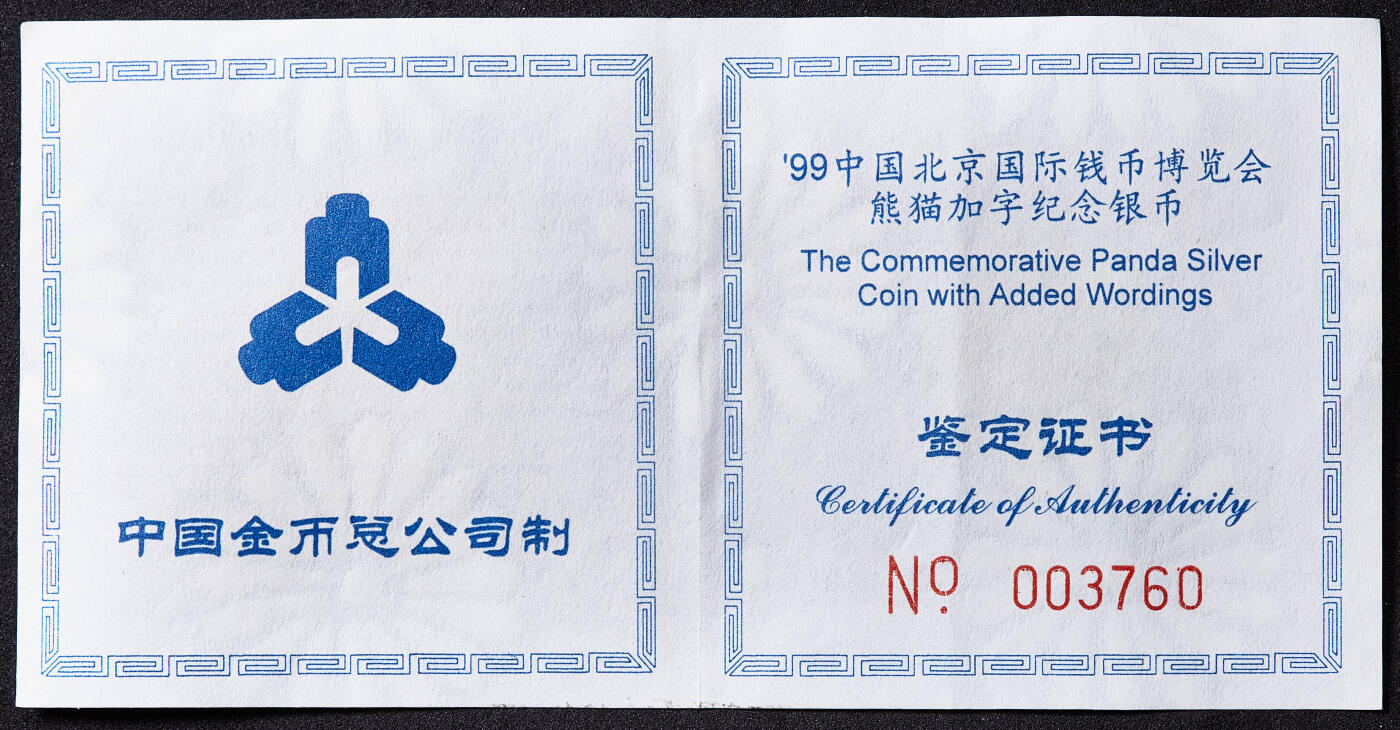 中国金币总公司制
'99中国北京国际钱币博览会
熊猫加字纪念银币
The Commemorative Panda Silver
Coin with Added Wordings
鉴定证书
Certificate of Authenticity
No. 003760